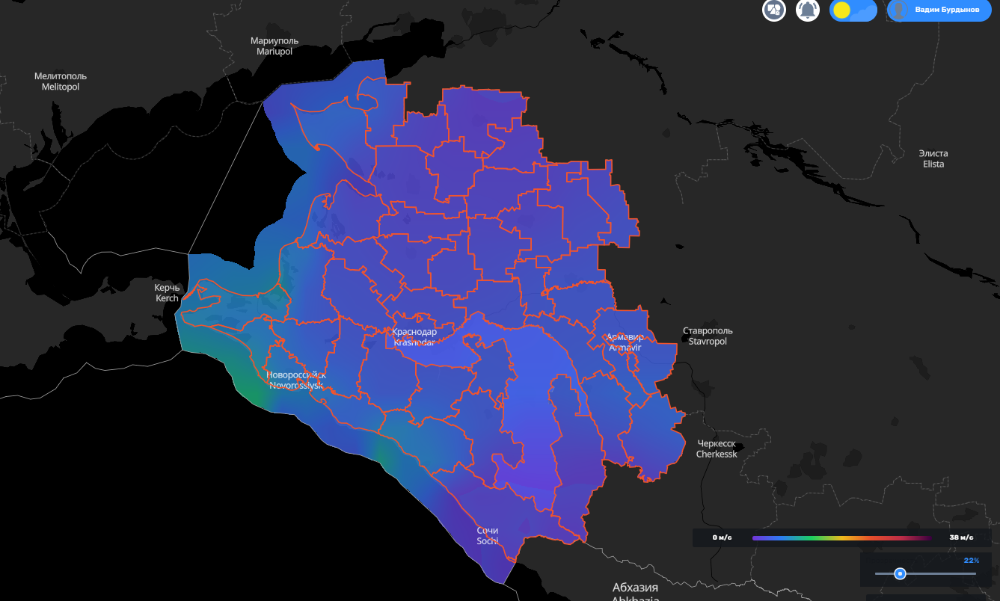 Вадим Бурдынов
Мариуполь
Mariupol
Мелитополь
Melitopol
Элиста
Elista
Керчь
Kerch
Краснодар
Krasnodar
Армавир
Armavir
Ставрополь
Stavropol
Новороссийск
Novorossiysk
Черкесск
Cherkessk
Сочи
Sochi
0 м/с
38 м/с
22%
Абхазия
Abkhazia